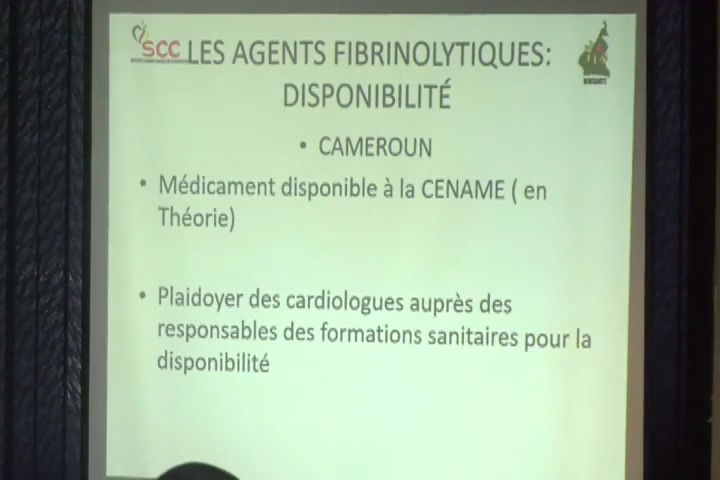 SCC
LES AGENTS FIBRINOLYTIQUES:
DISPONIBILITÉ
• CAMEROUN
• Médicament disponible à la CENAME ( en
Théorie)
• Plaidoyer des cardiologues auprès des
responsables des formations sanitaires pour la
disponibilité